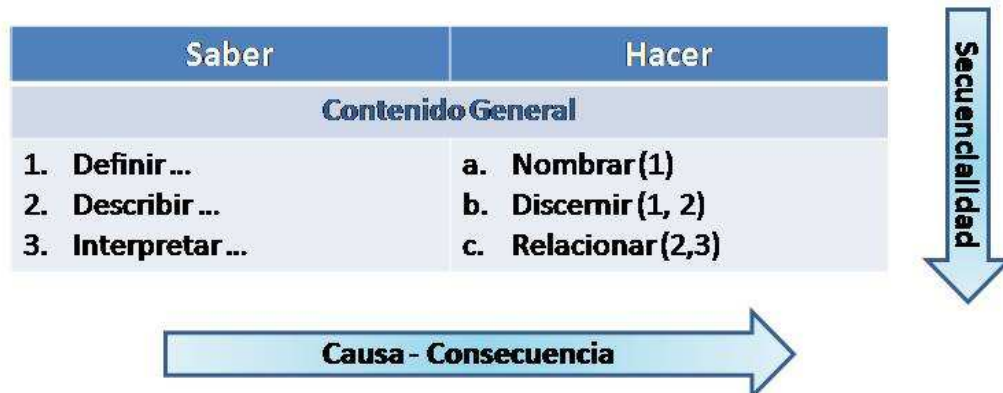 Saber
Hacer
Contenido General
1. Definir...
2. Describir...
3. Interpretar...
a. Nombrar (1)
b. Discernir (1, 2)
c. Relacionar (2,3)
Secuencialidad
Causa - Consecuencia